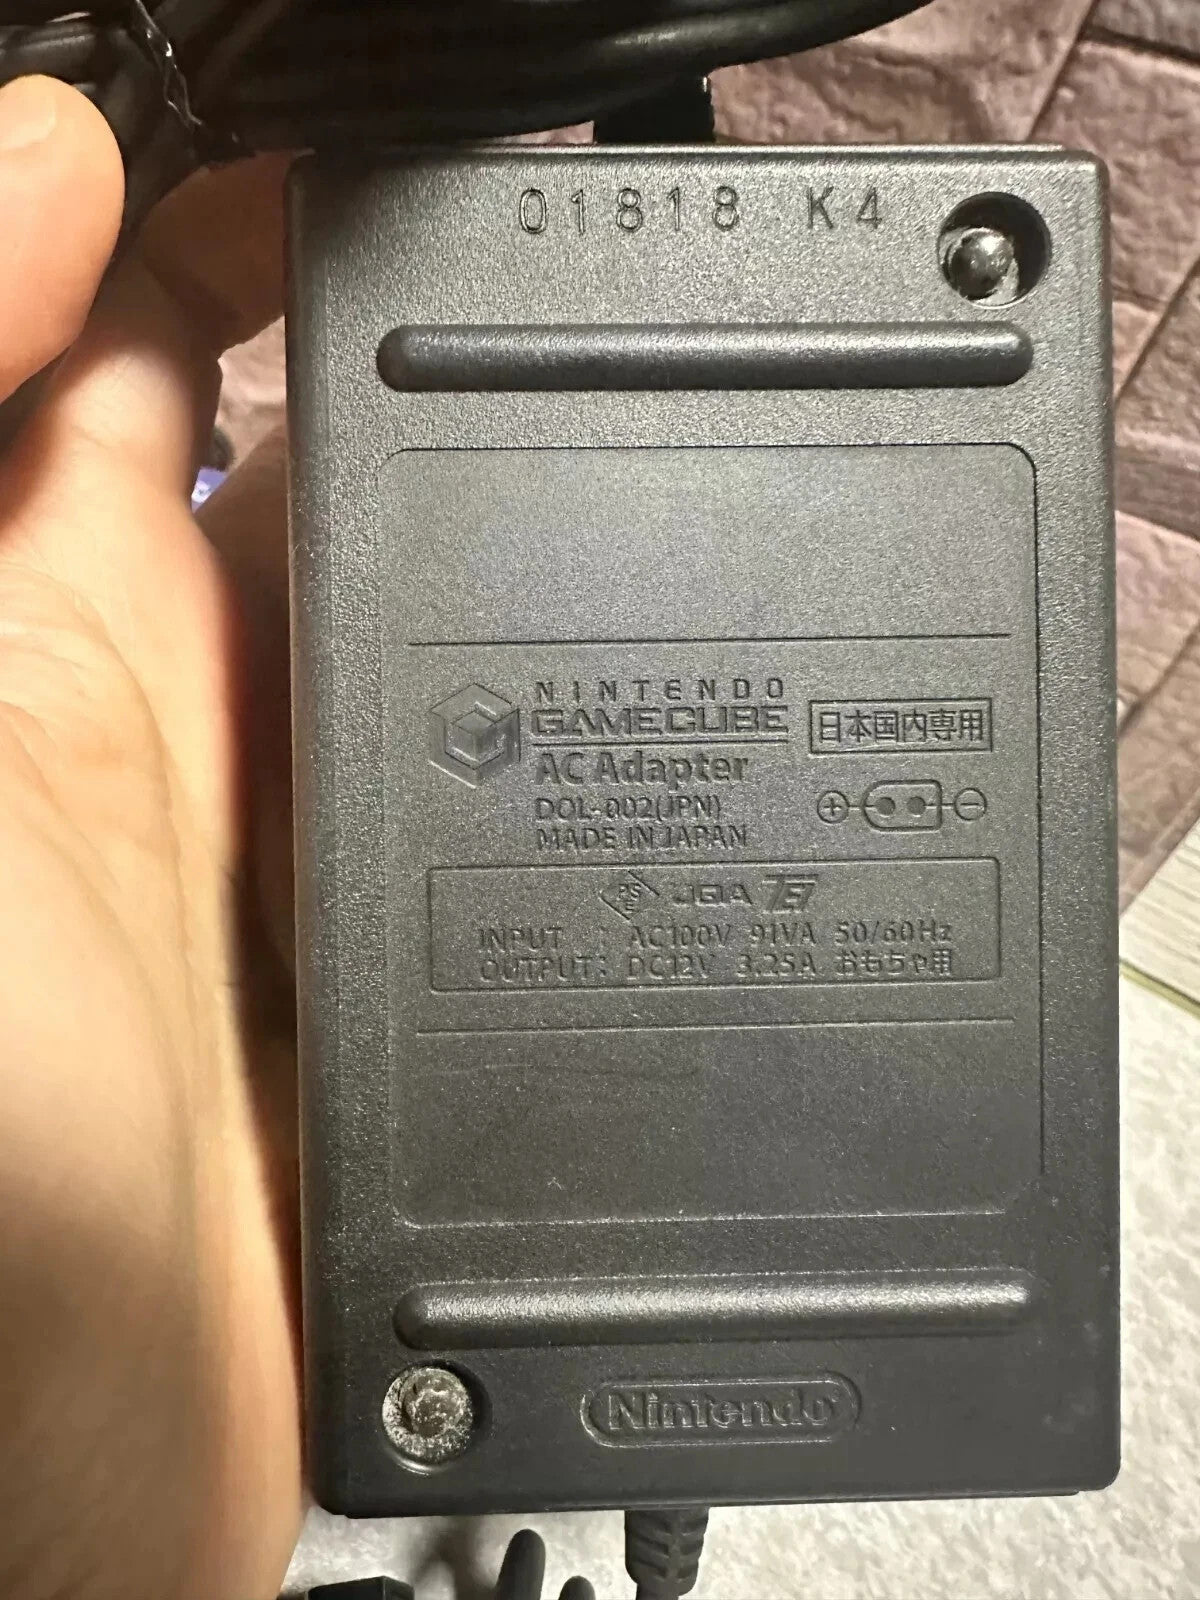 01818 K4
NINTENDO
GAMECUBE
AC Adapter
日本国内専用
DOL-002(JPN)
MADE IN JAPAN
+ -
PS
E
JQA
INPUT : AC100V 91VA 50/60Hz
OUTPUT: DC12V 3.25A おもちゃ用
Nintendo®